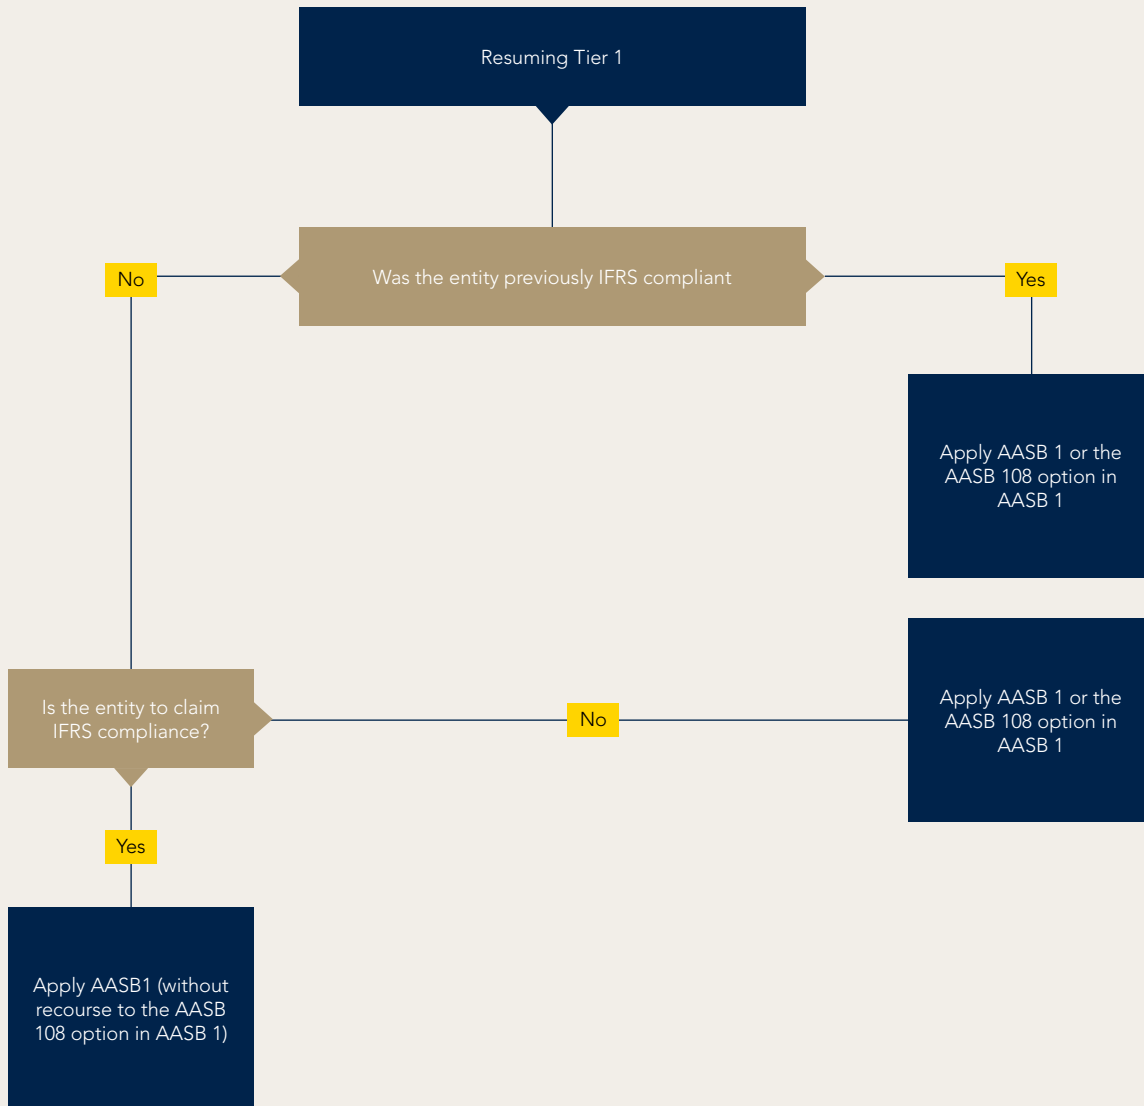 Resuming Tier 1
Was the entity previously IFRS compliant
No
Yes
Apply AASB 1 or the
AASB 108 option in
AASB 1
Is the entity to claim
IFRS compliance?
No
Apply AASB 1 or the
AASB 108 option in
AASB 1
Yes
Apply AASB1 (without
recourse to the AASB
108 option in AASB 1)